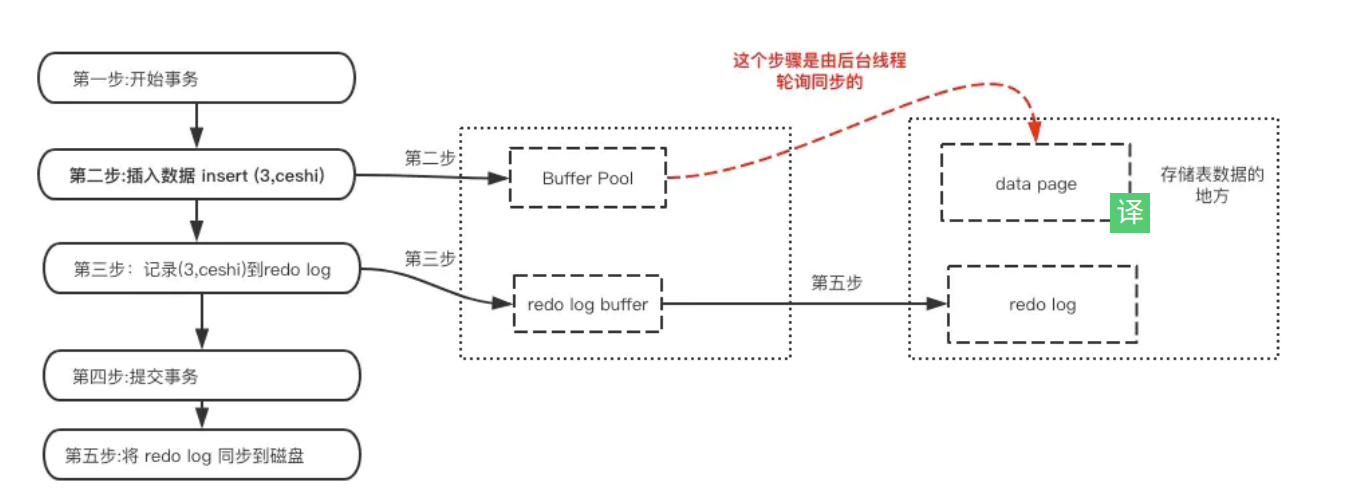 这个步骤是由后台线程
轮询同步的
第一步:开始事务
第二步:插入数据 insert (3,ceshi)
第二步
Buffer Pool
data page
存储表数据的
地方
译
第三步：记录(3,ceshi)到redo log
第三步
redo log buffer
第五步
redo log
第四步:提交事务
第五步:将 redo log 同步到磁盘